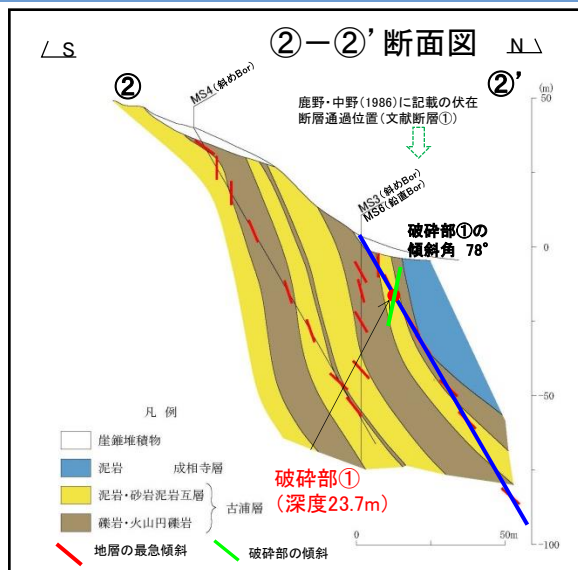 / S
②-②'断面図
N \
②
②'
MS4(斜めBor)
(m)
50
鹿野・中野(1986)に記載の伏在
断層通過位置(文献断層①)
MS3(斜めBor)
MS6(鉛直Bor)
破砕部①の
傾斜角 78°
0
-50
凡 例
崖錐堆積物
泥岩 成相寺層
泥岩・砂岩泥岩互層
古浦層
礫岩・火山円礫岩
破砕部①
(深度23.7m)
地層の最急傾斜
破砕部の傾斜
0
50m
-100